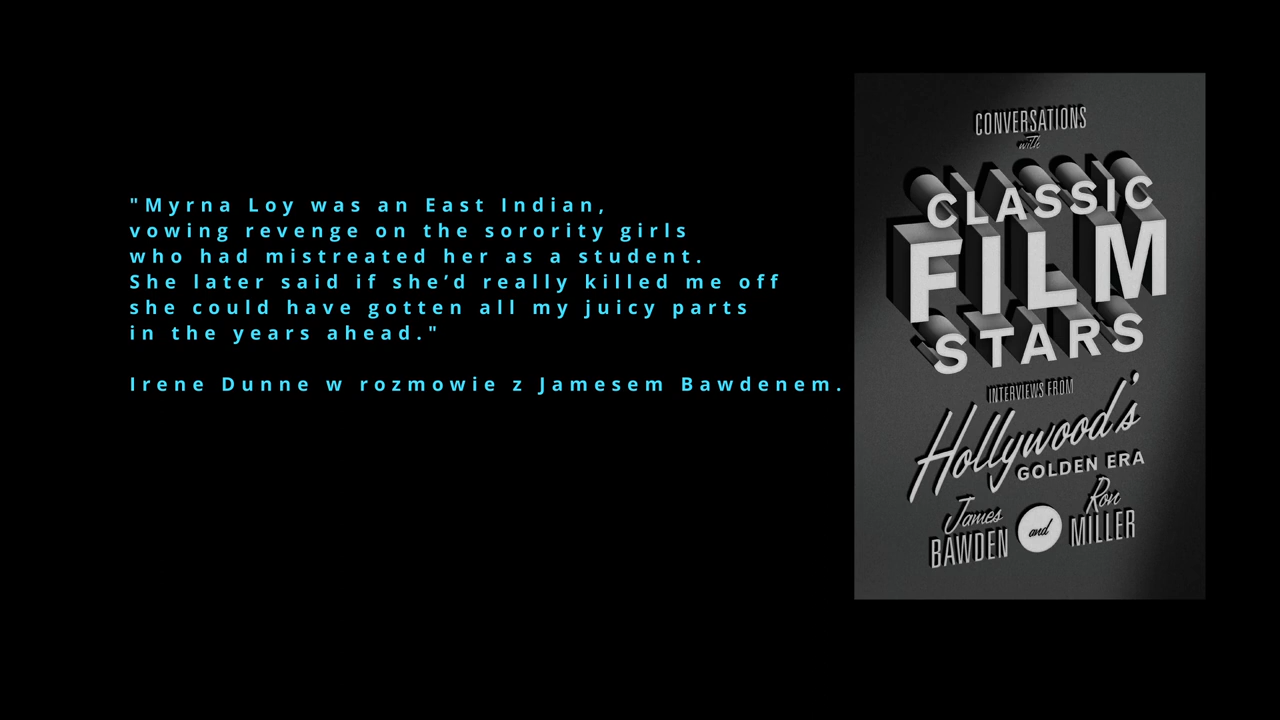 "Myrna Loy was an East Indian,
vowing revenge on the sorority girls
who had mistreated her as a student.
She later said if she’d really killed me off
she could have gotten all my juicy parts
in the years ahead."
Irene Dunne w rozmowie z Jamesem Bawdenem.
CONVERSATIONS
with
CLASSIC
FILM
STARS
INTERVIEWS FROM
Hollywood's
GOLDEN ERA
James
BAWDEN
and
Ron
MILLER